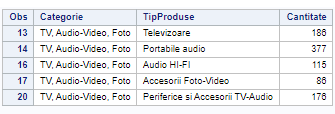 Obs Categorie TipProduse Cantitate
13 TV, Audio-Video, Foto Televizoare 186
14 TV, Audio-Video, Foto Portabile audio 377
16 TV, Audio-Video, Foto Audio HI-FI 115
17 TV, Audio-Video, Foto Accesorii Foto-Video 86
20 TV, Audio-Video, Foto Periferice si Accesorii TV-Audio 176